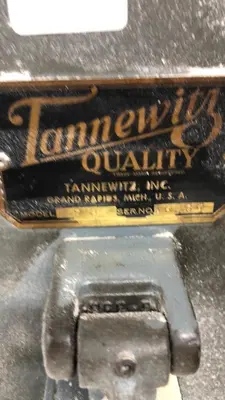 Tannewitz
QUALITY
TANNEWITZ, INC.
GRAND RAPIDS, MICH., U. S. A.
MODEL SER.NO.